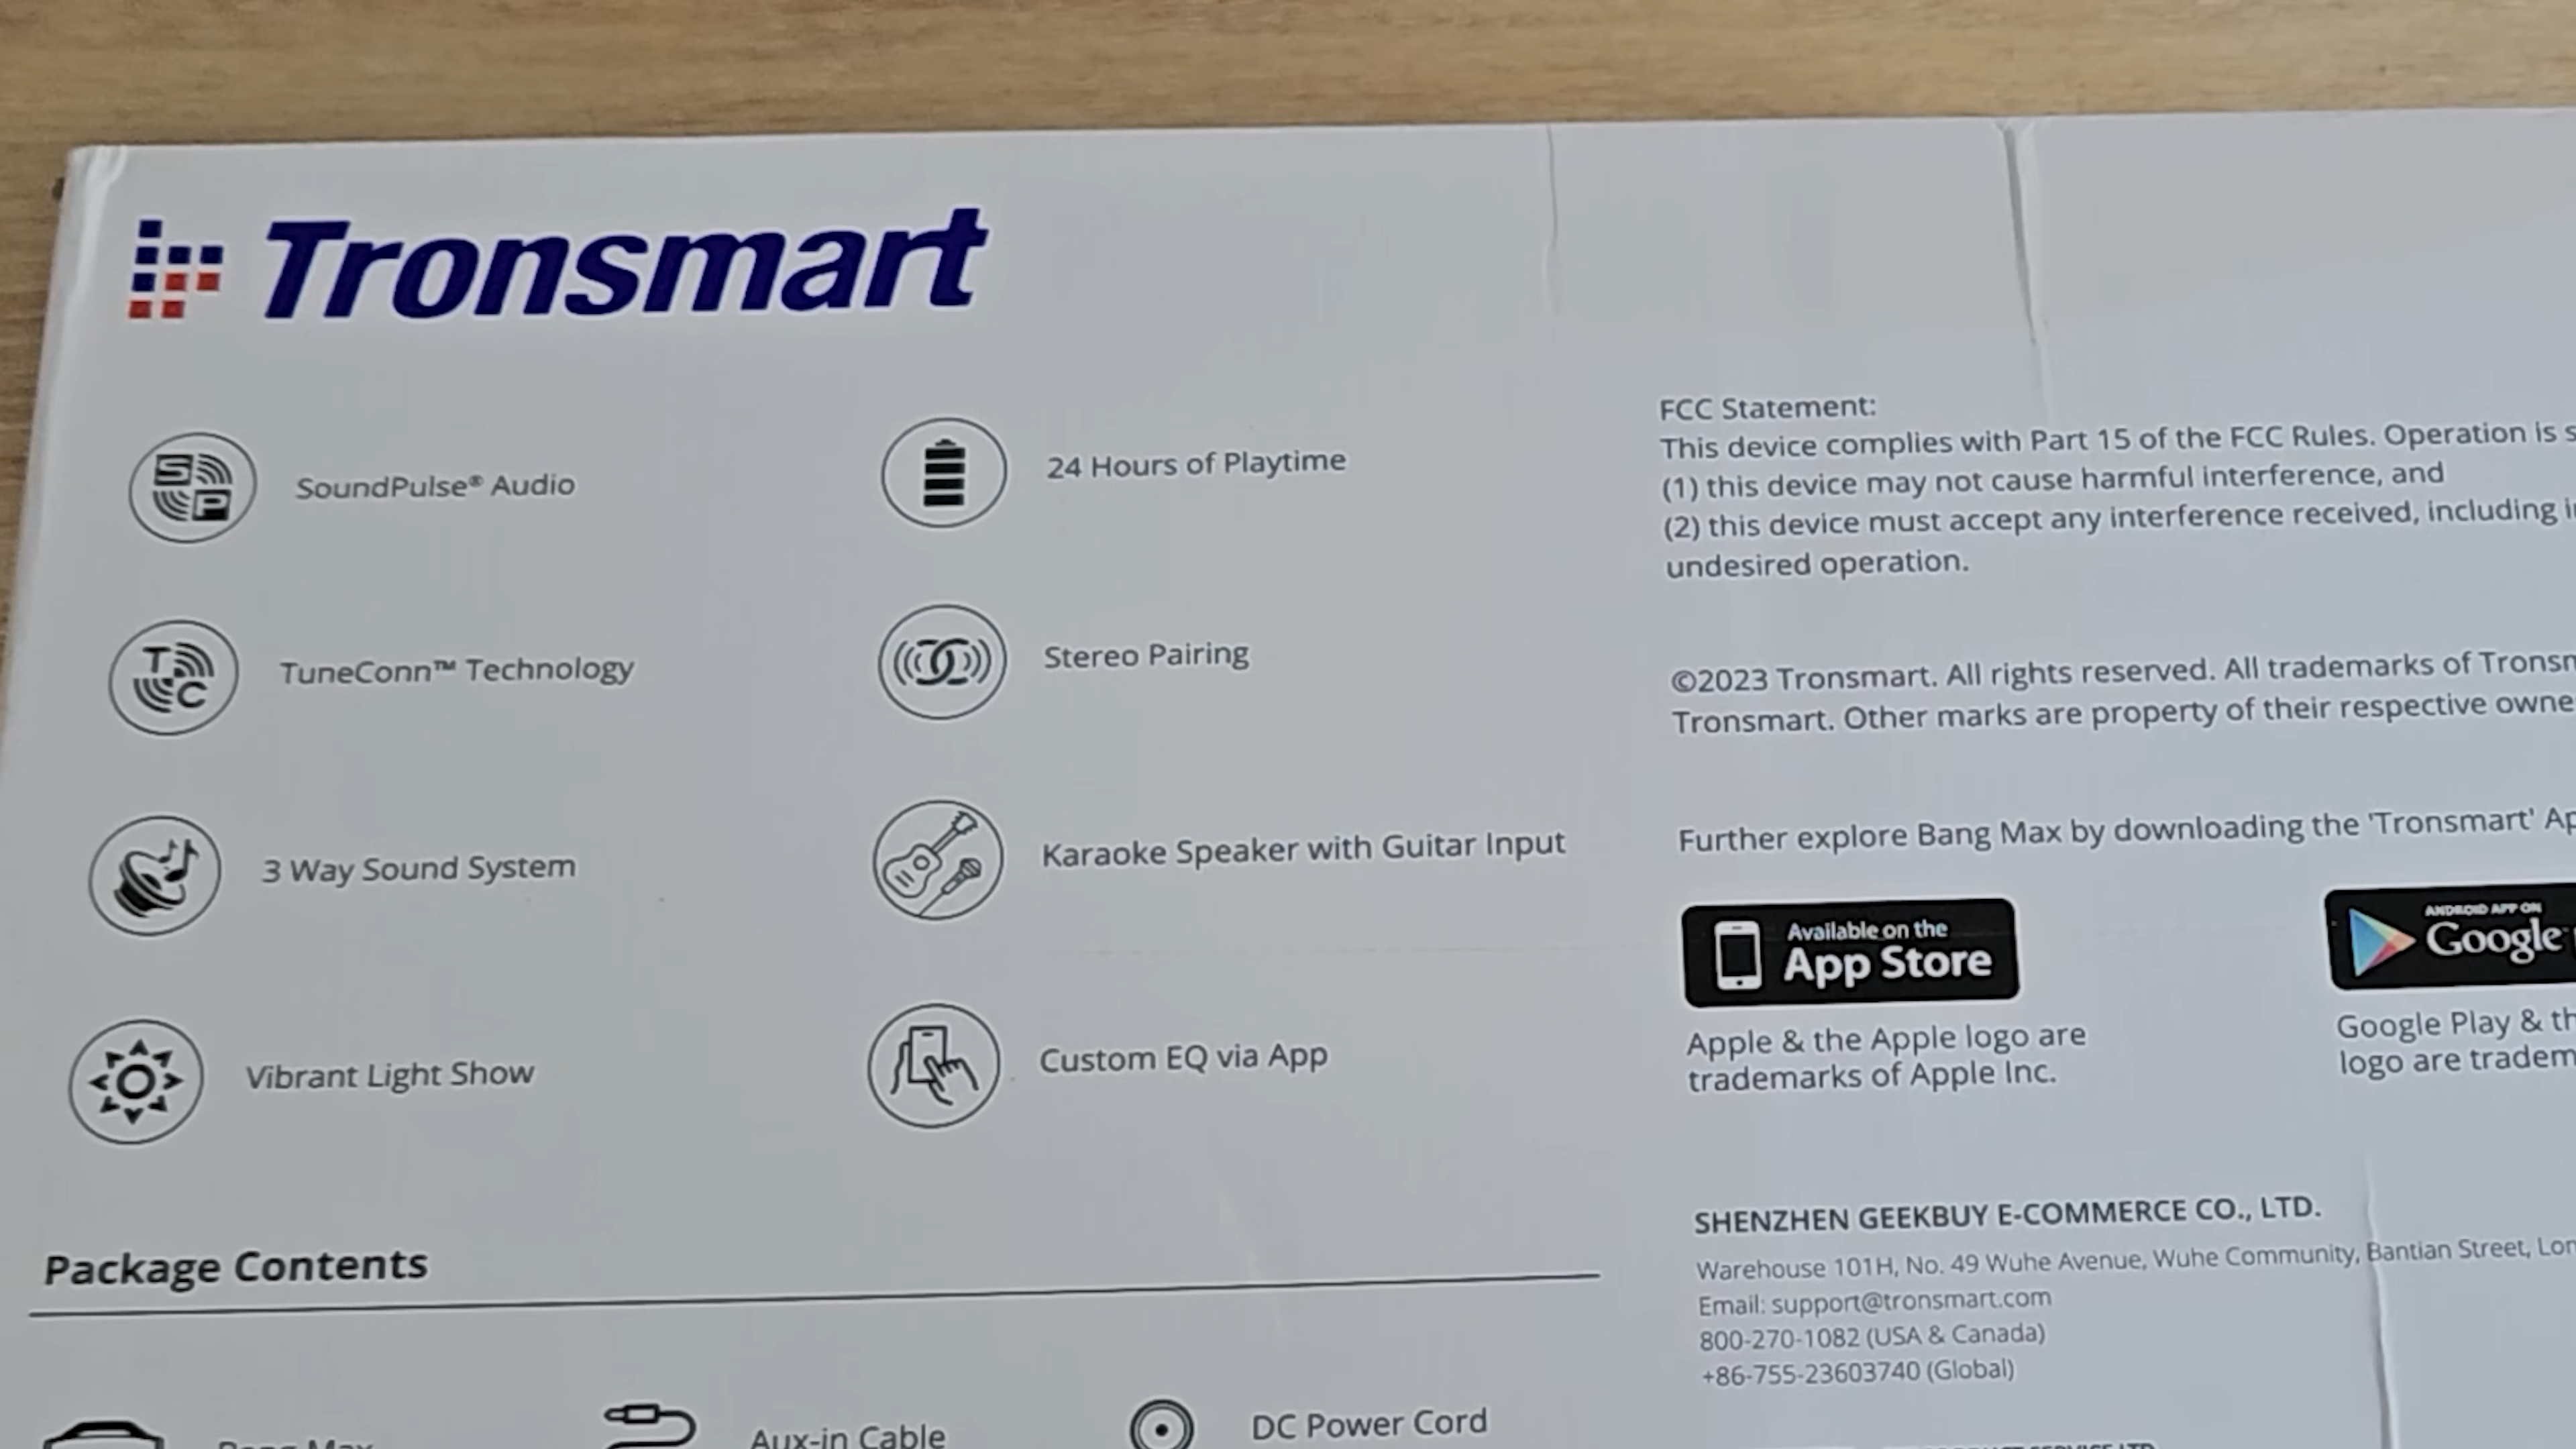 Tronsmart
SoundPulse® Audio
24 Hours of Playtime
TuneConn™ Technology
Stereo Pairing
3 Way Sound System
Karaoke Speaker with Guitar Input
Vibrant Light Show
Custom EQ via App
Package Contents
Bang Max
Aux-in Cable
DC Power Cord
FCC Statement:
This device complies with Part 15 of the FCC Rules. Operation is
(1) this device may not cause harmful interference, and
(2) this device must accept any interference received, including
undesired operation.
©2023 Tronsmart. All rights reserved. All trademarks of
Tronsmart. Other marks are property of their respective
Further explore Bang Max by downloading the 'Tronsmart'
Available on the
App Store
ANDROID APP ON
Google
Apple & the Apple logo are
trademarks of Apple Inc.
Google Play & 
logo are
SHENZHEN GEEKBUY E-COMMERCE CO., LTD.
Warehouse 101H, No. 49 Wuhe Avenue, Wuhe Community, Bantian Street,
Email: support@tronsmart.com
800-270-1082 (USA & Canada)
+86-755-23603740 (Global)